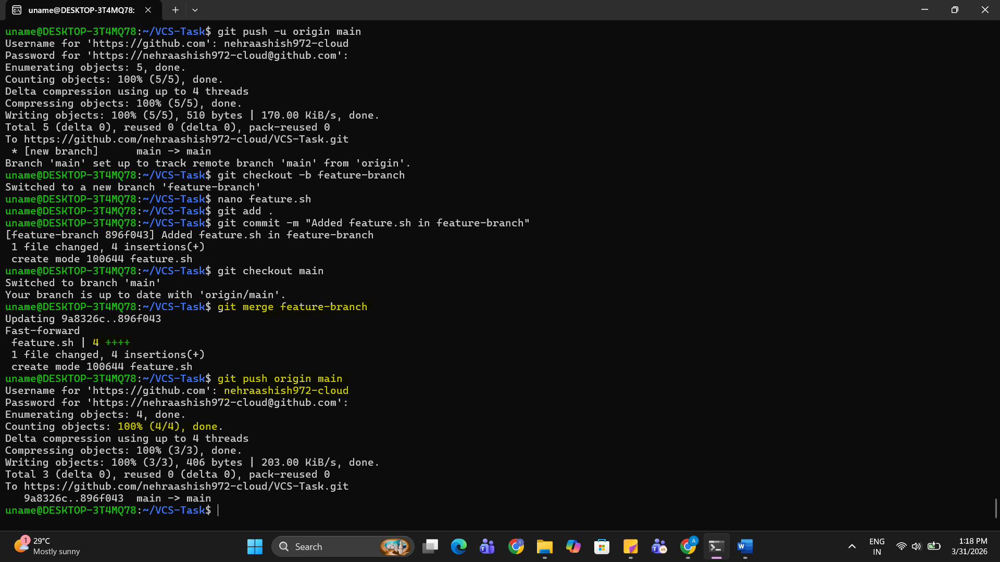 uname@DESKTOP-3T4MQ78:
uname@DESKTOP-3T4MQ78:~/VCS-Task$ git push -u origin main
Username for 'https://github.com': nehraashish972-cloud
Password for 'https://nehraashish972-cloud@github.com':
Enumerating objects: 5, done.
Counting objects: 100% (5/5), done.
Delta compression using up to 4 threads
Compressing objects: 100% (5/5), done.
Writing objects: 100% (5/5), 510 bytes | 170.00 KiB/s, done.
Total 5 (delta 0), reused 0 (delta 0), pack-reused 0
To https://github.com/nehraashish972-cloud/VCS-Task.git
 * [new branch]      main -> main
Branch 'main' set up to track remote branch 'main' from 'origin'.
uname@DESKTOP-3T4MQ78:~/VCS-Task$ git checkout -b feature-branch
Switched to a new branch 'feature-branch'
uname@DESKTOP-3T4MQ78:~/VCS-Task$ nano feature.sh
uname@DESKTOP-3T4MQ78:~/VCS-Task$ git add .
uname@DESKTOP-3T4MQ78:~/VCS-Task$ git commit -m "Added feature.sh in feature-branch"
[feature-branch 896f043] Added feature.sh in feature-branch
 1 file changed, 4 insertions(+)
 create mode 100644 feature.sh
uname@DESKTOP-3T4MQ78:~/VCS-Task$ git checkout main
Switched to branch 'main'
Your branch is up to date with 'origin/main'.
uname@DESKTOP-3T4MQ78:~/VCS-Task$ git merge feature-branch
Updating 9a8326c..896f043
Fast-forward
 feature.sh | 4 ++++
 1 file changed, 4 insertions(+)
 create mode 100644 feature.sh
uname@DESKTOP-3T4MQ78:~/VCS-Task$ git push origin main
Username for 'https://github.com': nehraashish972-cloud
Password for 'https://nehraashish972-cloud@github.com':
Enumerating objects: 4, done.
Counting objects: 100% (4/4), done.
Delta compression using up to 4 threads
Compressing objects: 100% (3/3), done.
Writing objects: 100% (3/3), 406 bytes | 203.00 KiB/s, done.
Total 3 (delta 0), reused 0 (delta 0), pack-reused 0
To https://github.com/nehraashish972-cloud/VCS-Task.git
   9a8326c..896f043  main -> main
uname@DESKTOP-3T4MQ78:~/VCS-Task$
1
29°C
Mostly sunny
Search
ENG
IN
1:18 PM
3/31/2026